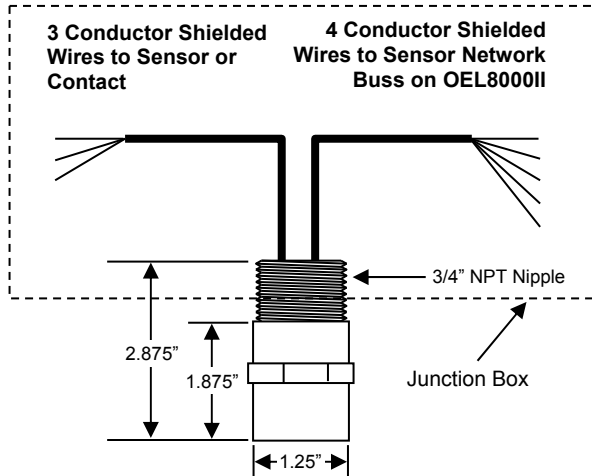 3 Conductor Shielded
Wires to Sensor or
Contact
4 Conductor Shielded
Wires to Sensor Network
Buss on OEL8000II
3/4” NPT Nipple
2.875”
1.875”
Junction Box
1.25”